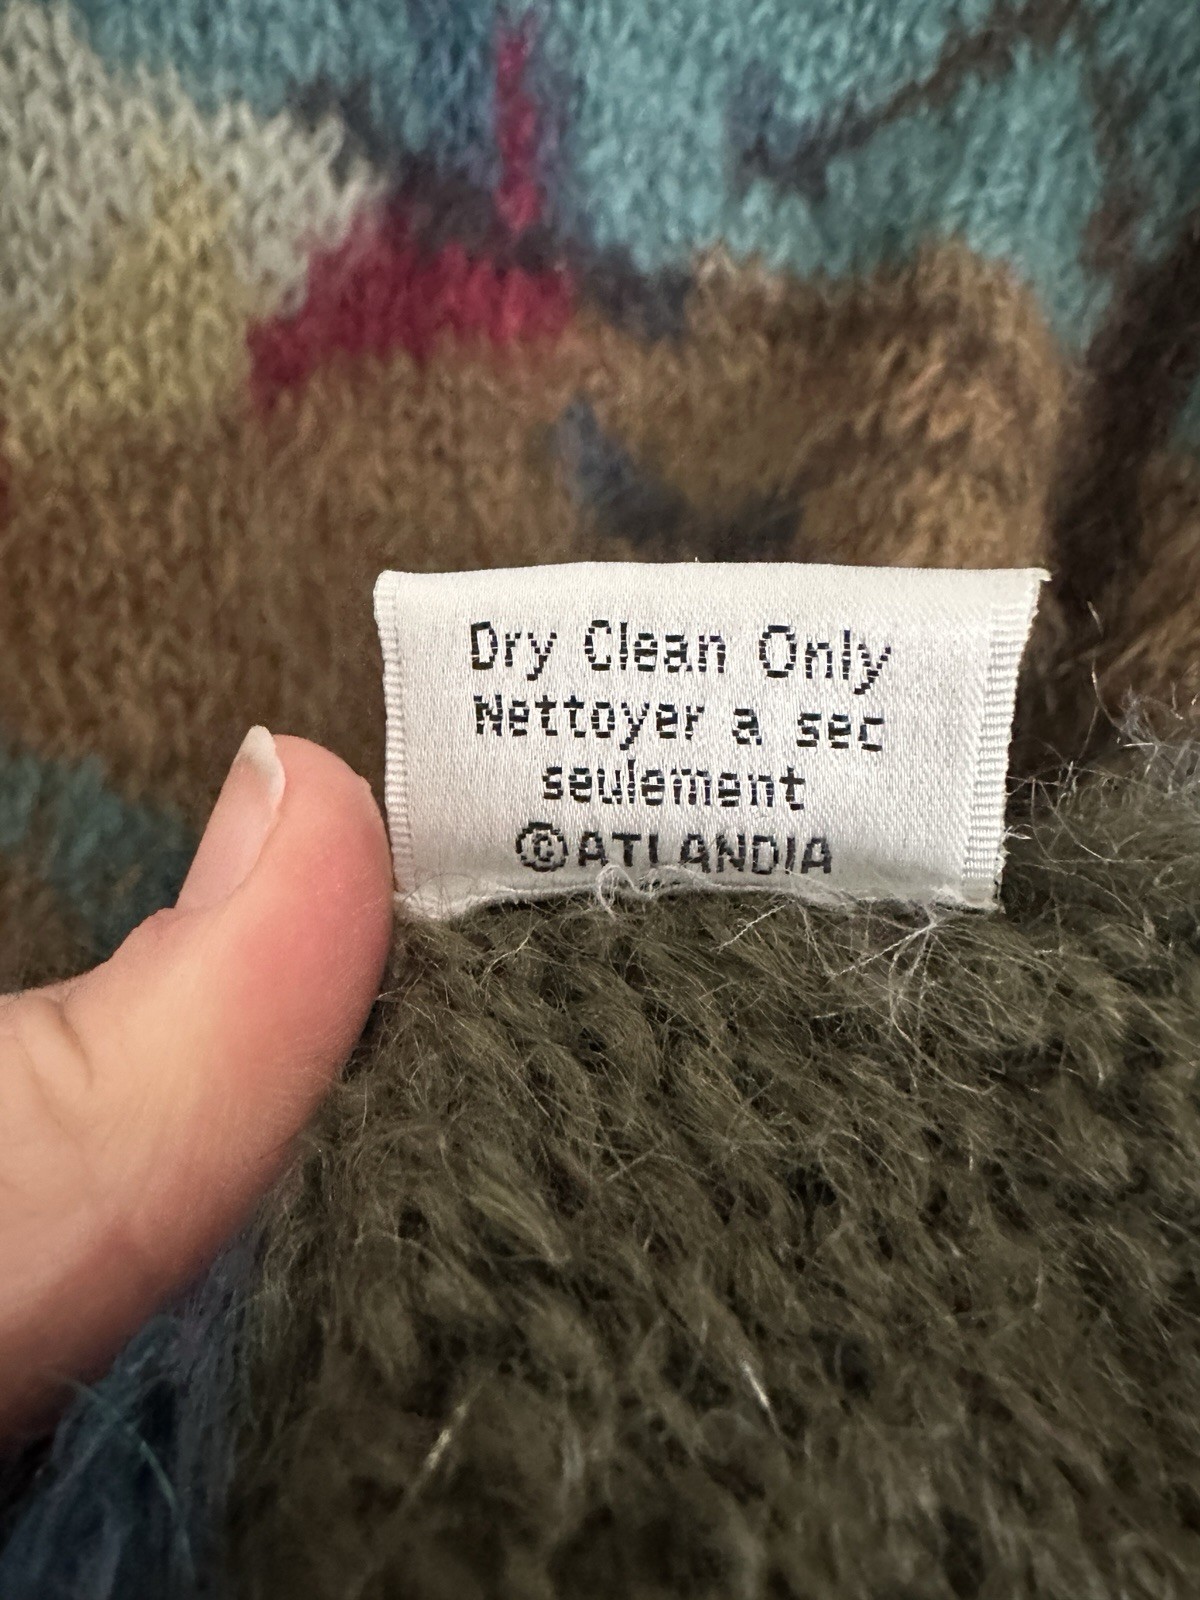 Dry Clean Only
Nettoyer a sec
seulement
©ATLANDIA